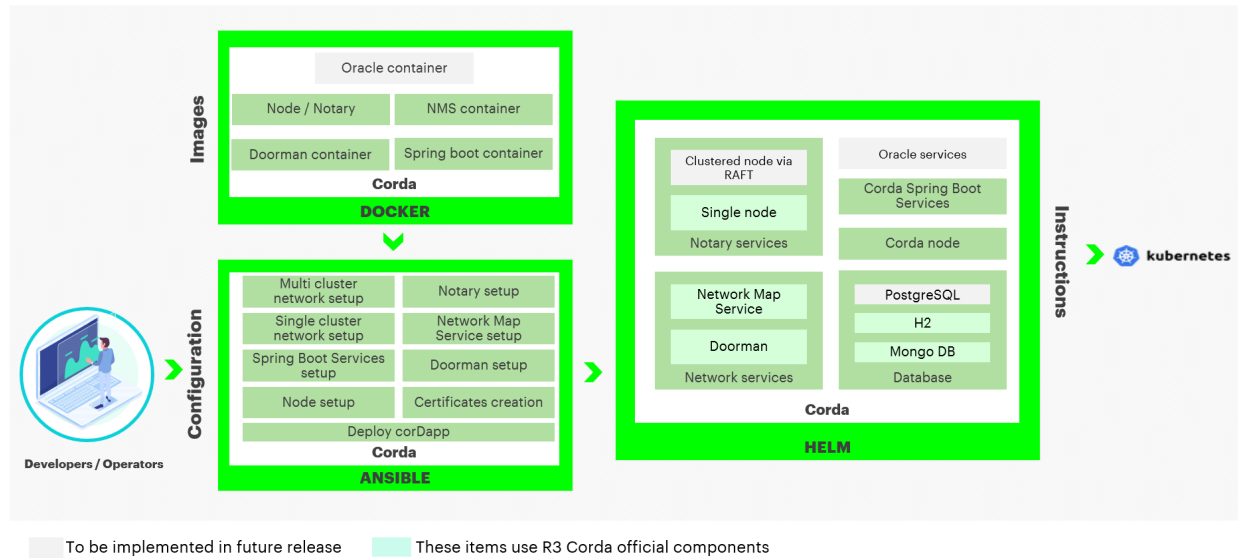 Images
Oracle container
Node / Notary
NMS container
Doorman container
Spring boot container
Corda
DOCKER
Developers / Operators
Configuration
Multi cluster
network setup
Notary setup
Single cluster
network setup
Network Map
Service setup
Spring Boot Services
setup
Doorman setup
Node setup
Certificates creation
Deploy corDapp
Corda
ANSIBLE
Clustered node via
RAFT
Single node
Notary services
Oracle services
Corda Spring Boot
Services
Corda node
Network Map
Service
Doorman
Network services
PostgreSQL
H2
Mongo DB
Database
Corda
HELM
Instructions
kubernetes
To be implemented in future release
These items use R3 Corda official components